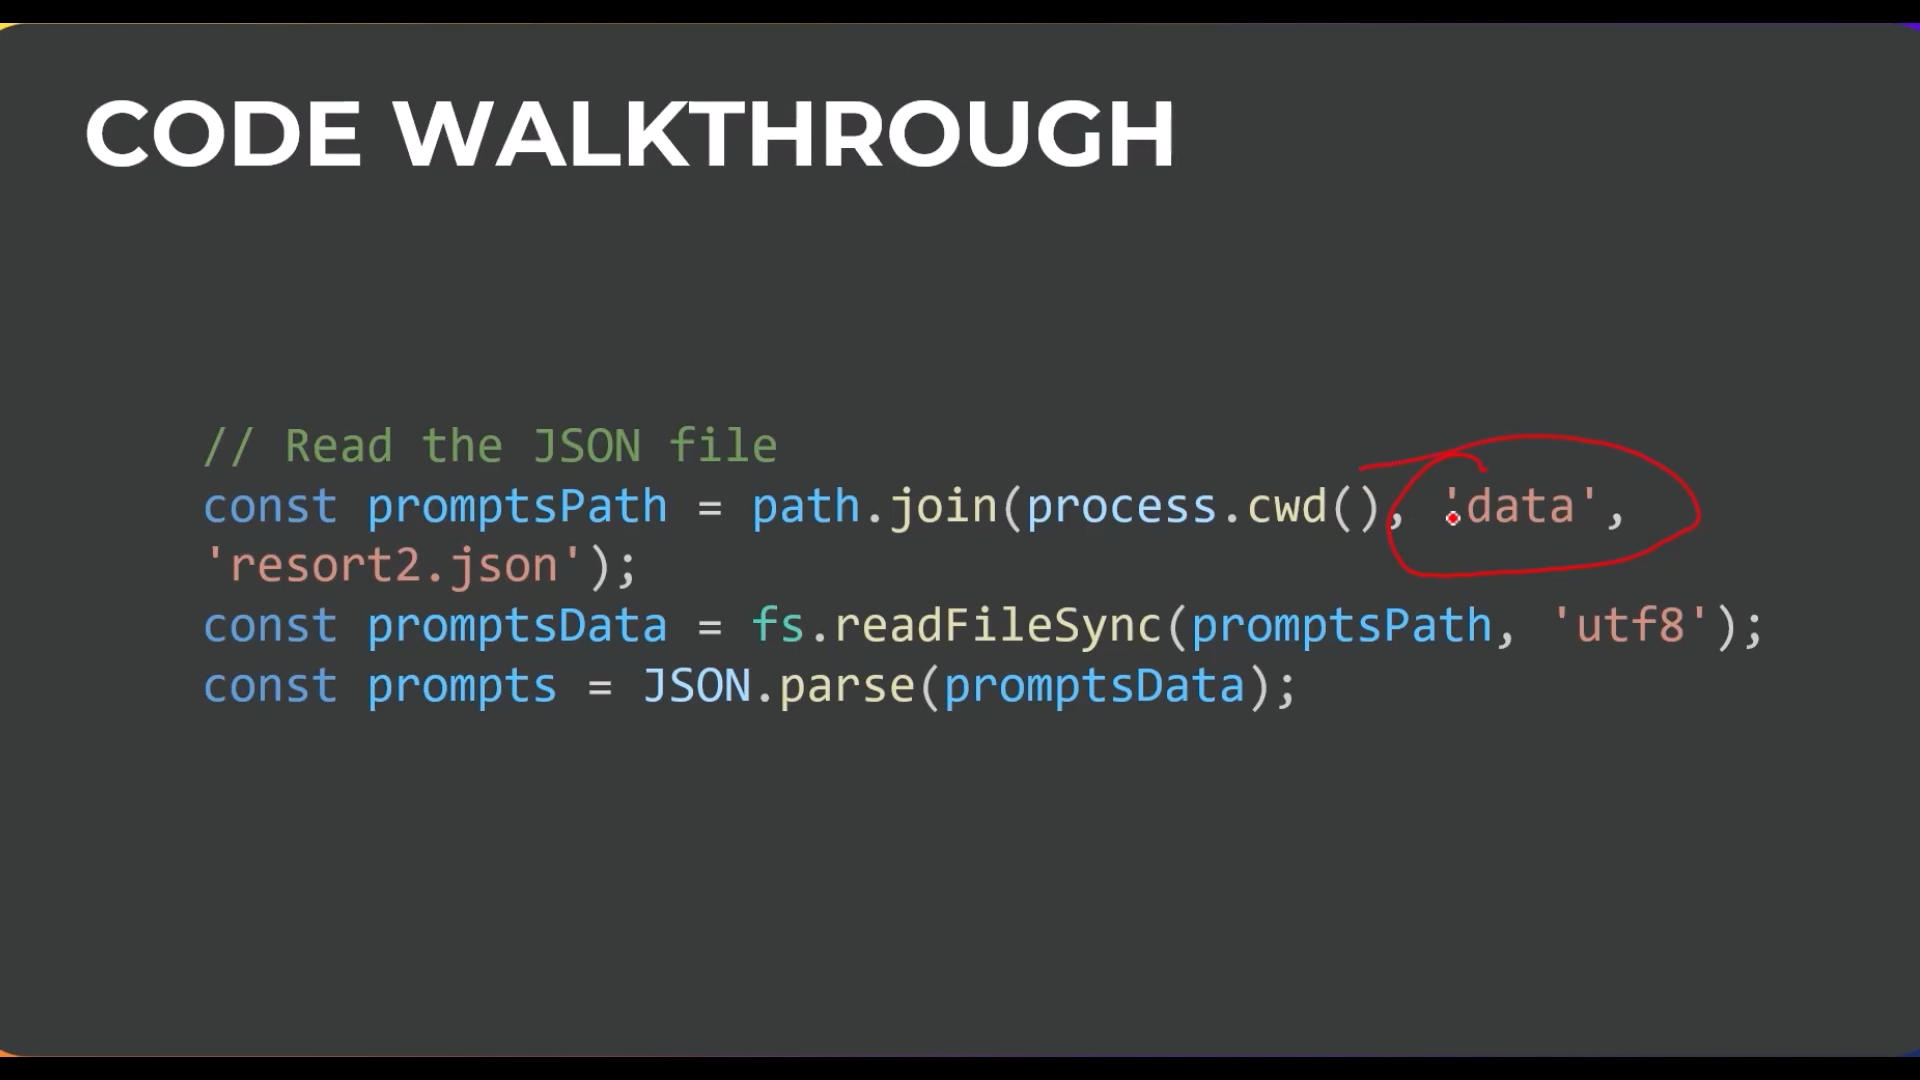 CODE WALKTHROUGH
// Read the JSON file
const promptsPath = path.join(process.cwd(), 'data',
'resort2.json');
const promptsData = fs.readFileSync(promptsPath, 'utf8');
const prompts = JSON.parse(promptsData);